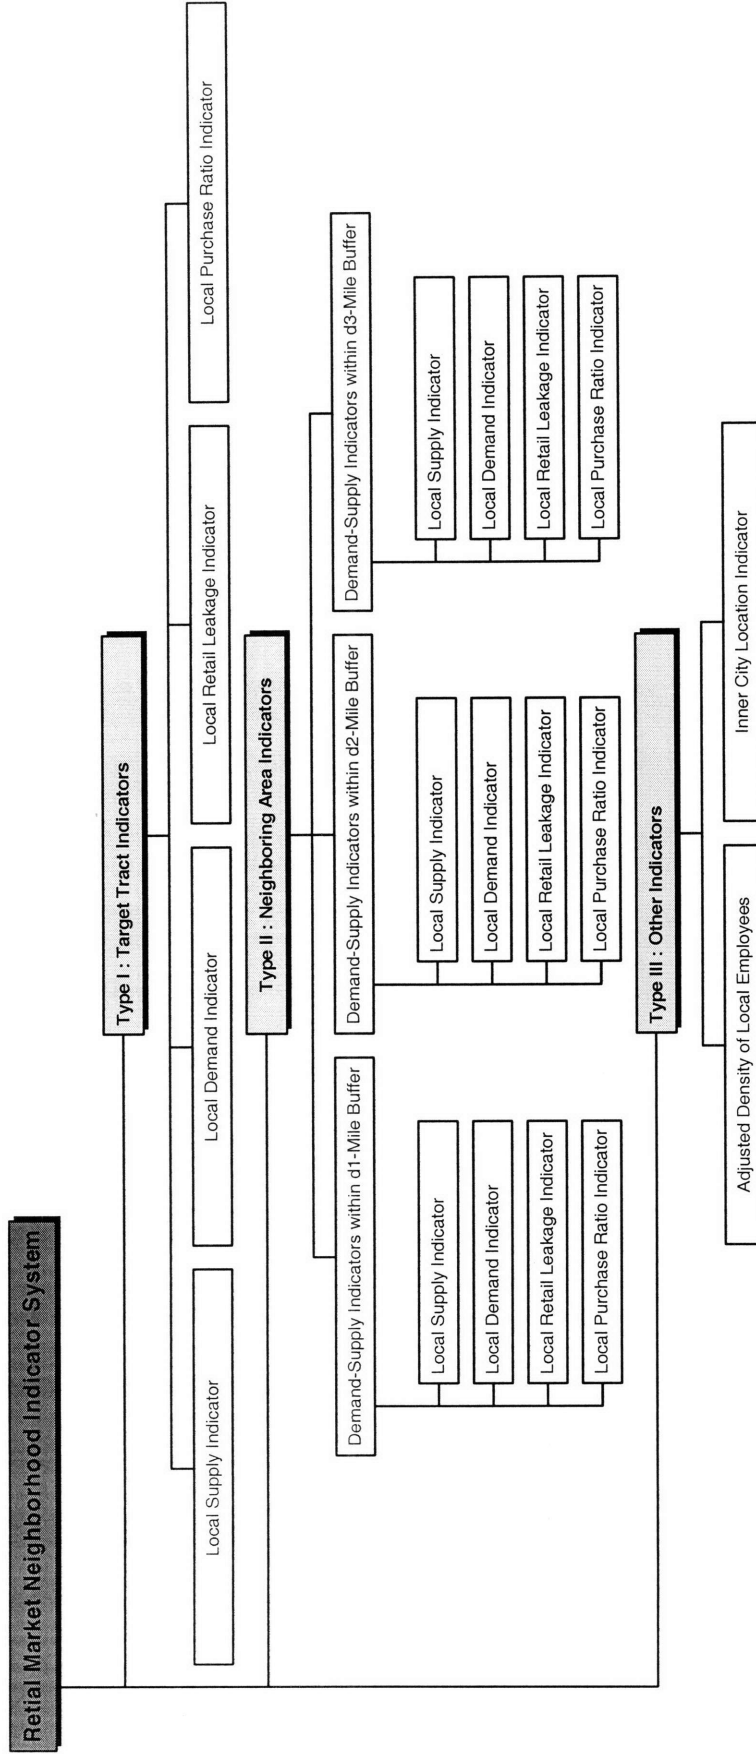 Retial Market Neighborhood Indicator System
Type I : Target Tract Indicators
Local Supply Indicator
Local Demand Indicator
Local Retail Leakage Indicator
Local Purchase Ratio Indicator
Type II : Neighboring Area Indicators
Demand-Supply Indicators within d1-Mile Buffer
Local Supply Indicator
Local Demand Indicator
Local Retail Leakage Indicator
Local Purchase Ratio Indicator
Demand-Supply Indicators within d2-Mile Buffer
Local Supply Indicator
Local Demand Indicator
Local Retail Leakage Indicator
Local Purchase Ratio Indicator
Demand-Supply Indicators within d3-Mile Buffer
Local Supply Indicator
Local Demand Indicator
Local Retail Leakage Indicator
Local Purchase Ratio Indicator
Type III : Other Indicators
Adjusted Density of Local Employees
Inner City Location Indicator